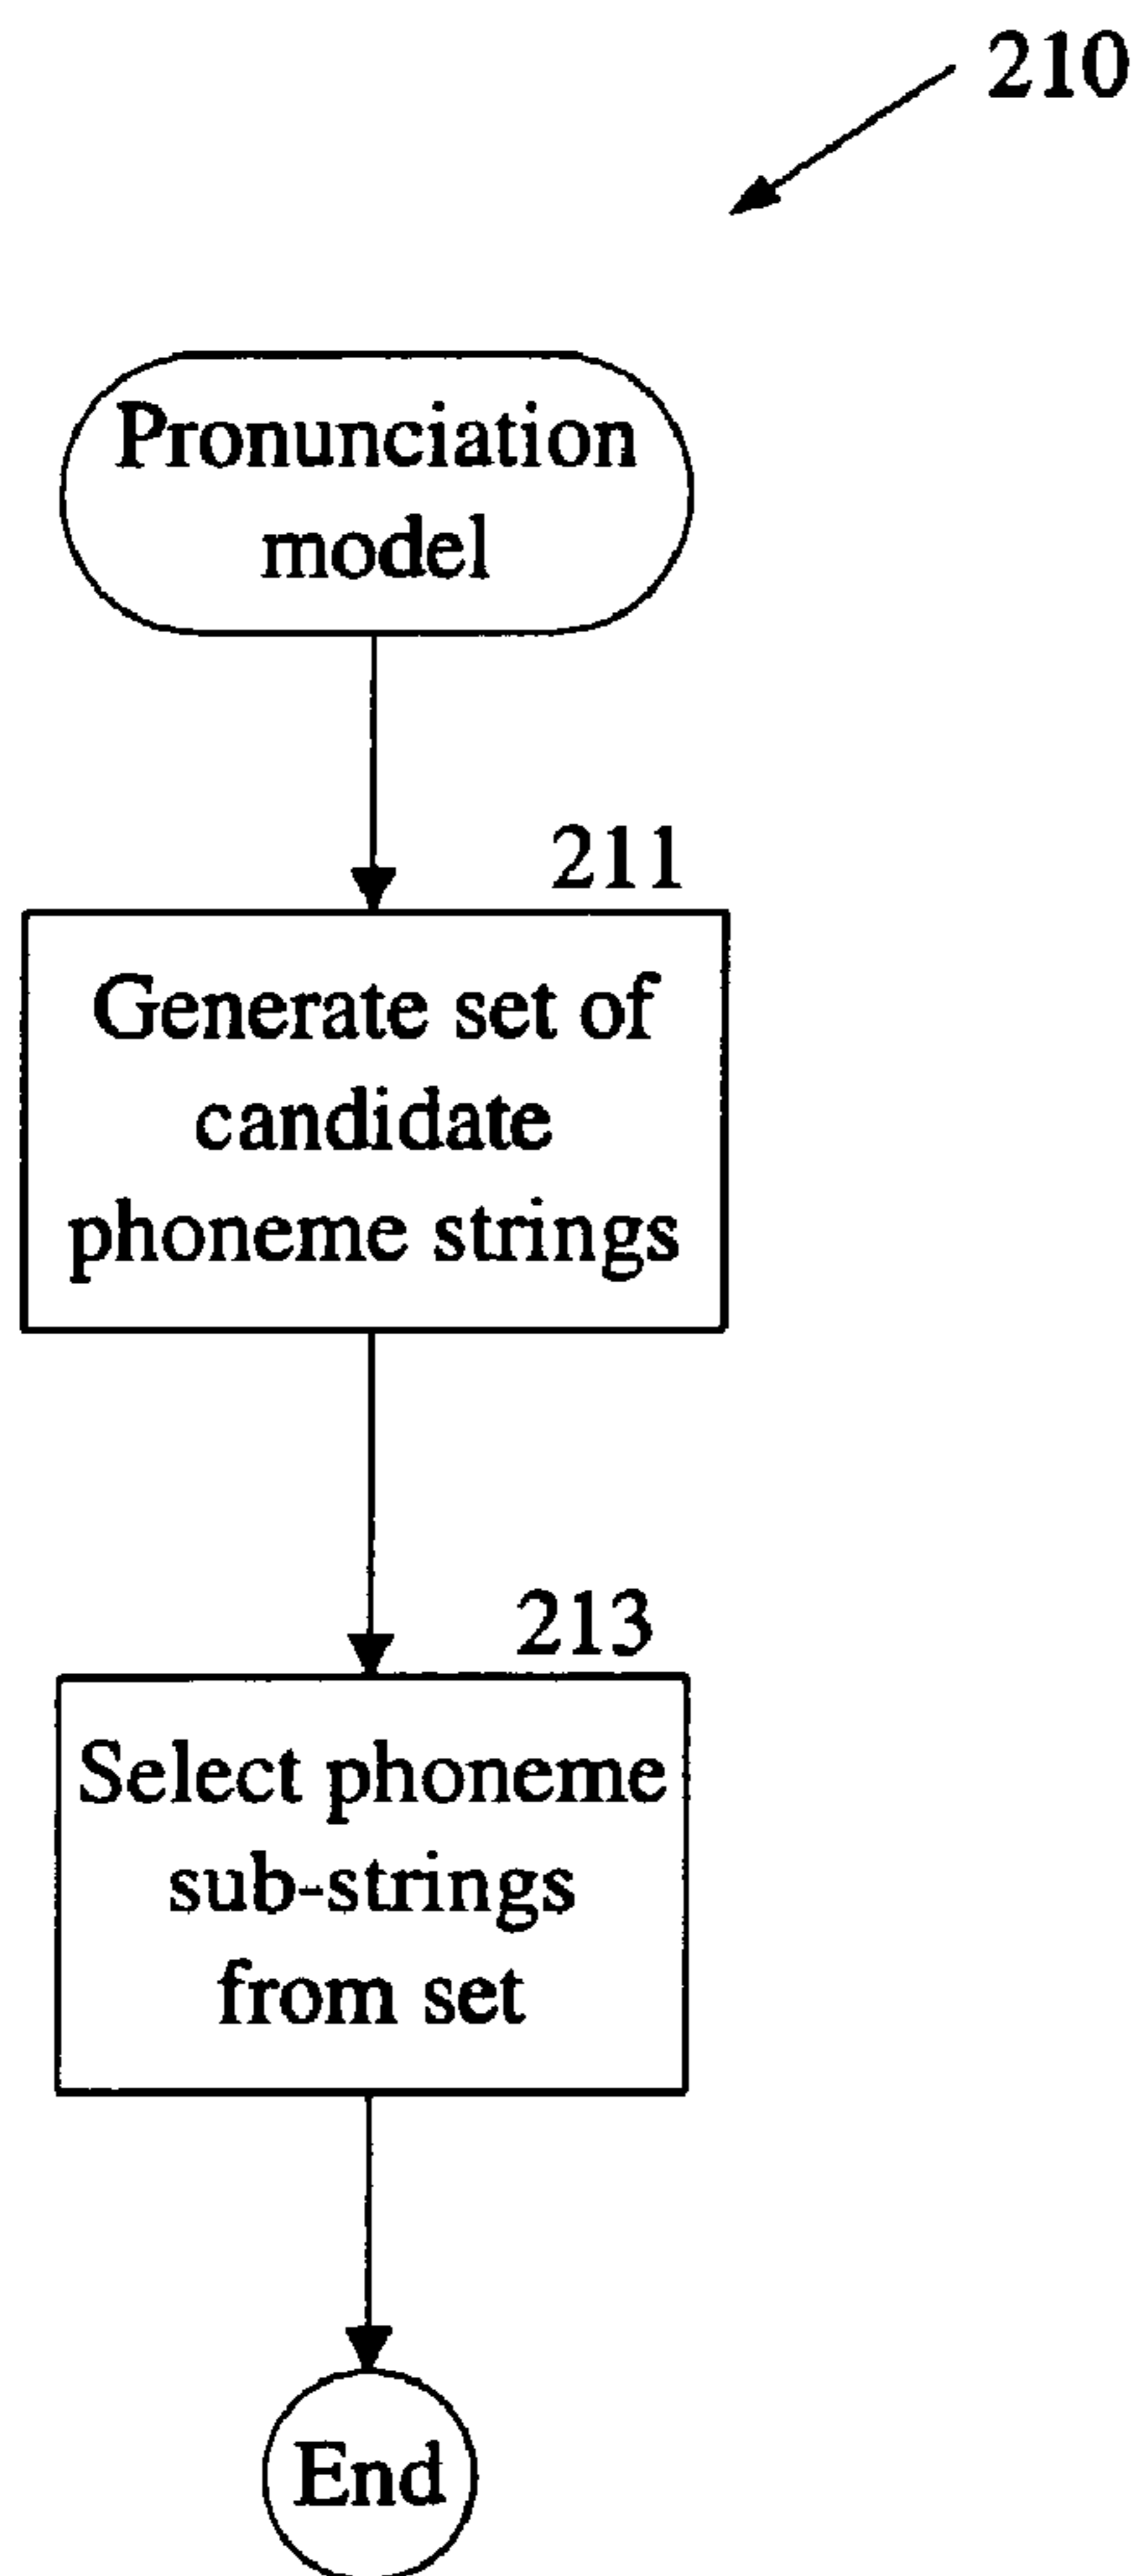 210
Pronunciation
model
211
Generate set of
candidate
phoneme strings
213
Select phoneme
sub-strings
from set
End